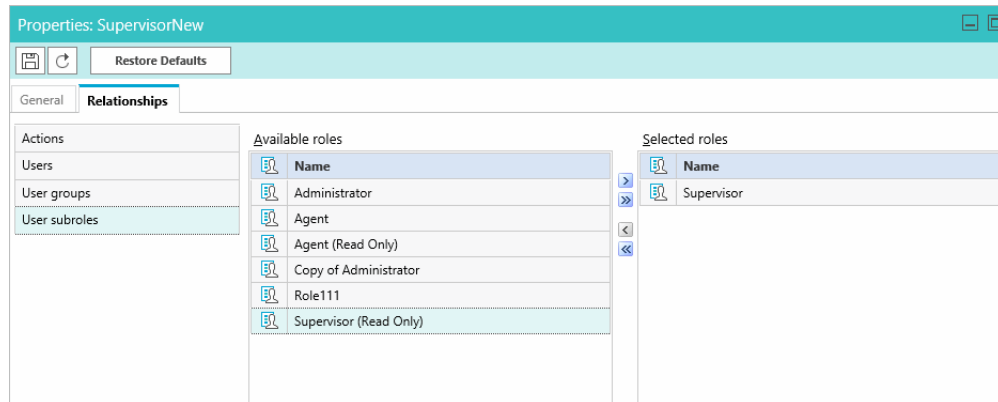 Properties: SupervisorNew
Restore Defaults
General
Relationships
Actions
Users
User groups
User subroles
Available roles
Name
Administrator
Agent
Agent (Read Only)
Copy of Administrator
Role111
Supervisor (Read Only)
Selected roles
Name
Supervisor